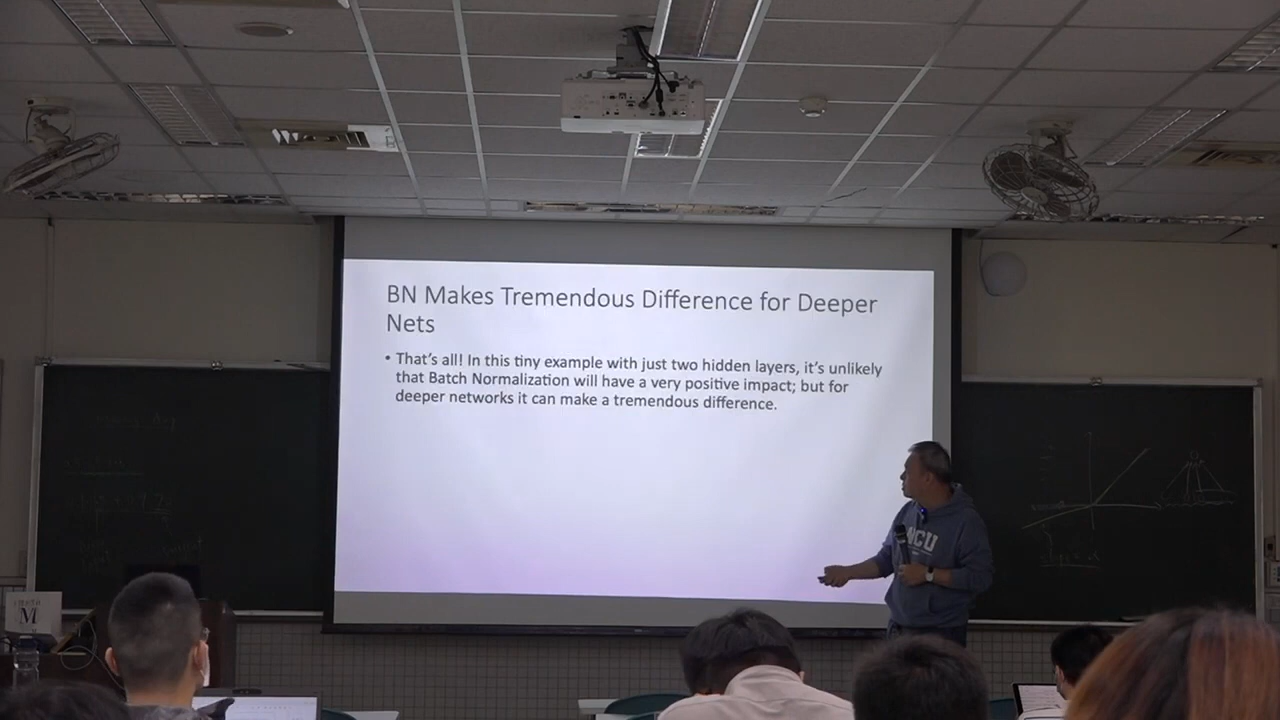 BN Makes Tremendous Difference for Deeper
Nets
• That's all! In this tiny example with just two hidden layers, it's unlikely
that Batch Normalization will have a very positive impact; but for
deeper networks it can make a tremendous difference.
NCU
M